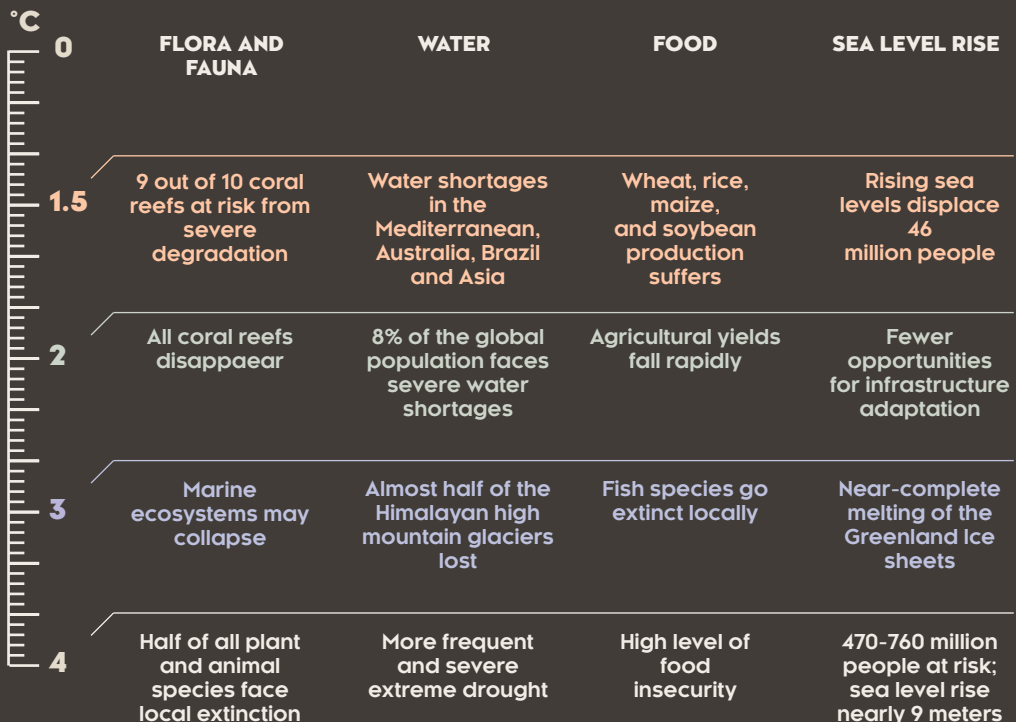 °C
0
FLORA AND
FAUNA
WATER
FOOD
SEA LEVEL RISE
1.5
9 out of 10 coral
reefs at risk from
severe
degradation
Water shortages
in the
Mediterranean,
Australia, Brazil
and Asia
Wheat, rice,
maize,
and soybean
production
suffers
Rising sea
levels displace
46
million people
2
All coral reefs
disappaear
8% of the global
population faces
severe water
shortages
Agricultural yields
fall rapidly
Fewer
opportunities
for infrastructure
adaptation
3
Marine
ecosystems may
collapse
Almost half of the
Himalayan high
mountain glaciers
lost
Fish species go
extinct locally
Near-complete
melting of the
Greenland Ice
sheets
4
Half of all plant
and animal
species face
local extinction
More frequent
and severe
extreme drought
High level of
food
insecurity
470-760 million
people at risk;
sea level rise
nearly 9 meters